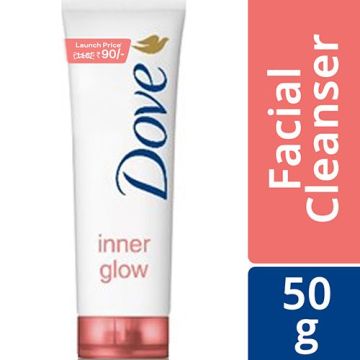 Launch Price
₹90/-
Dove
inner
glow
Facial
Cleanser
50
g